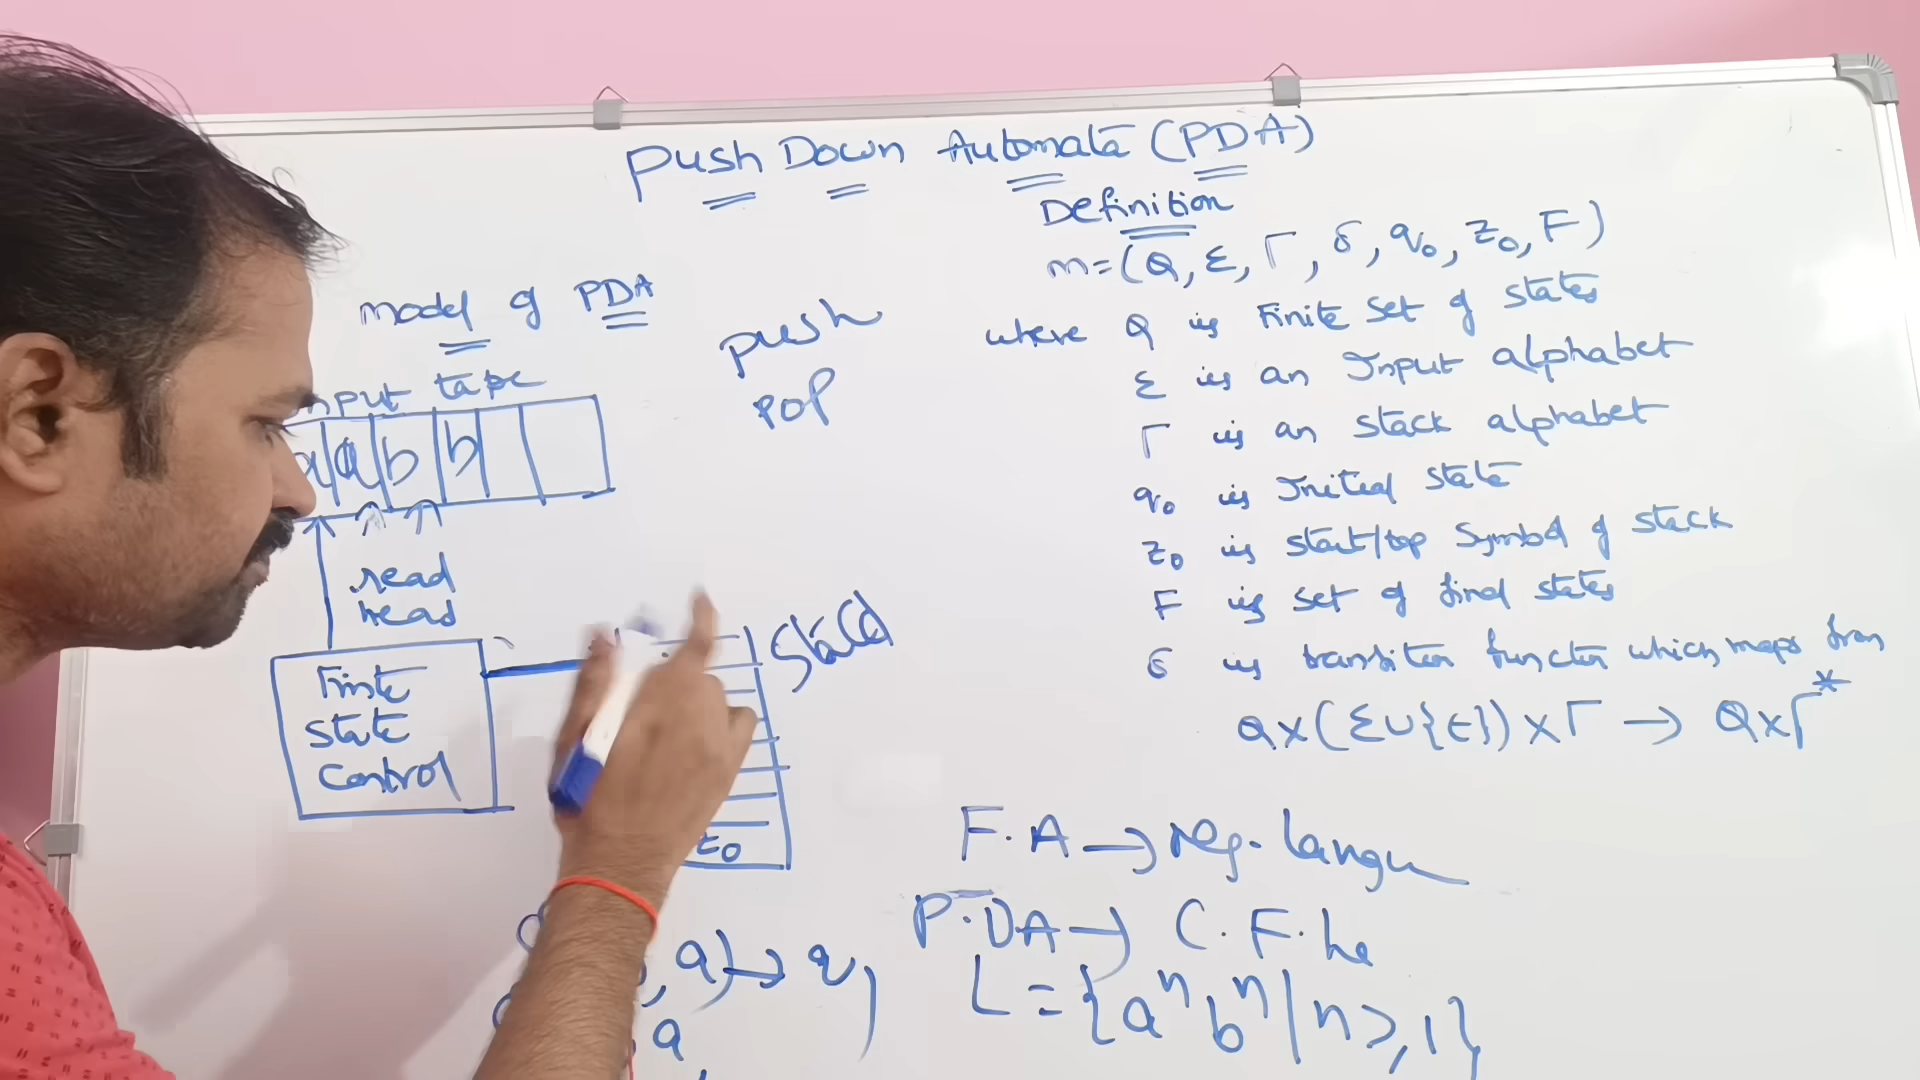 Push Down Automata (PDA)
Definition
m=(Q, Σ, Γ, δ, q₀, z₀, F)
where Q is Finite Set of states
Σ is an Input alphabet
Γ is an stack alphabet
q₀ is Initial state
z₀ is start/top Symbol of stack
F is set of final states
δ is transition function which maps from
Q×(Σ∪{ε})×Γ → Q×Γ*
model of PDA
push
pop
nput tape
a a b b
read
head
Finite
State
Control
z₀
F.A → reg. langu
P.DA → C.F.La
L = {aⁿbⁿ | n≥1}
, a) → q,
a